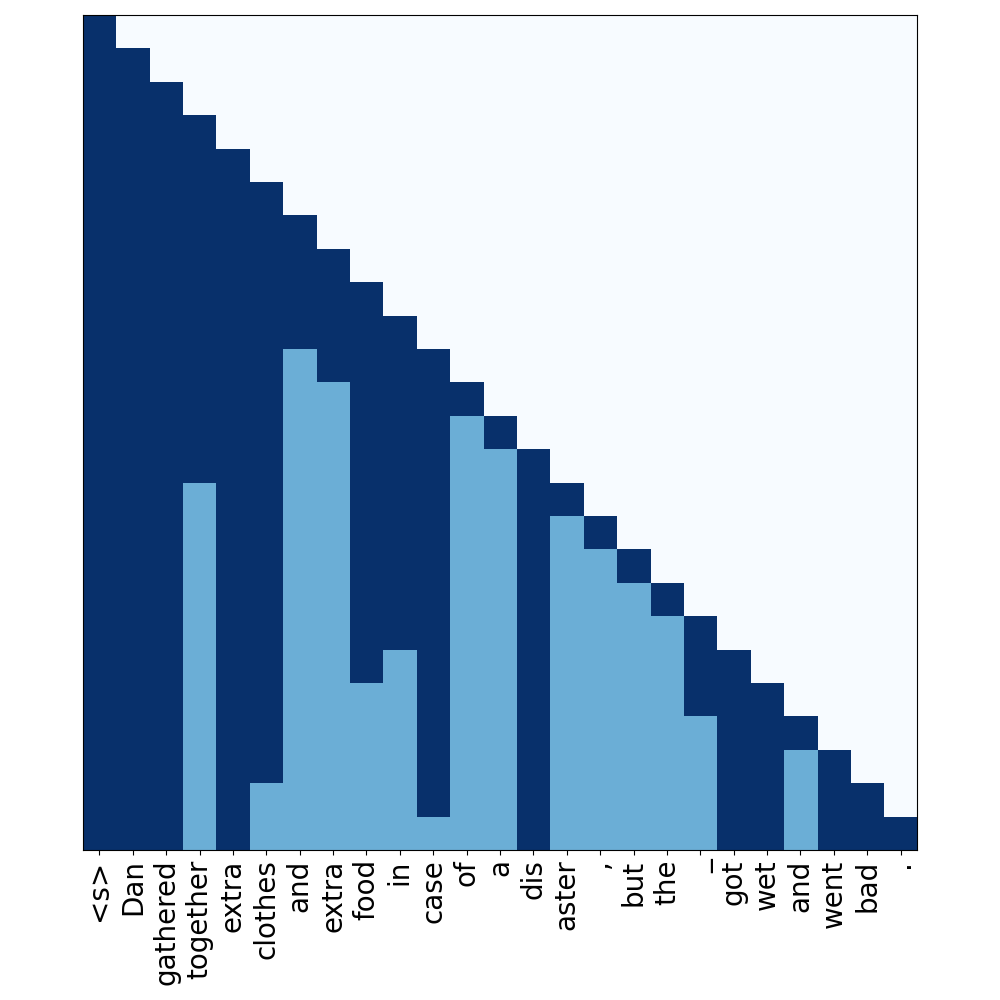 <s> Dan gathered together extra clothes and extra food in case of a dis aster , but the _ got wet and went bad .